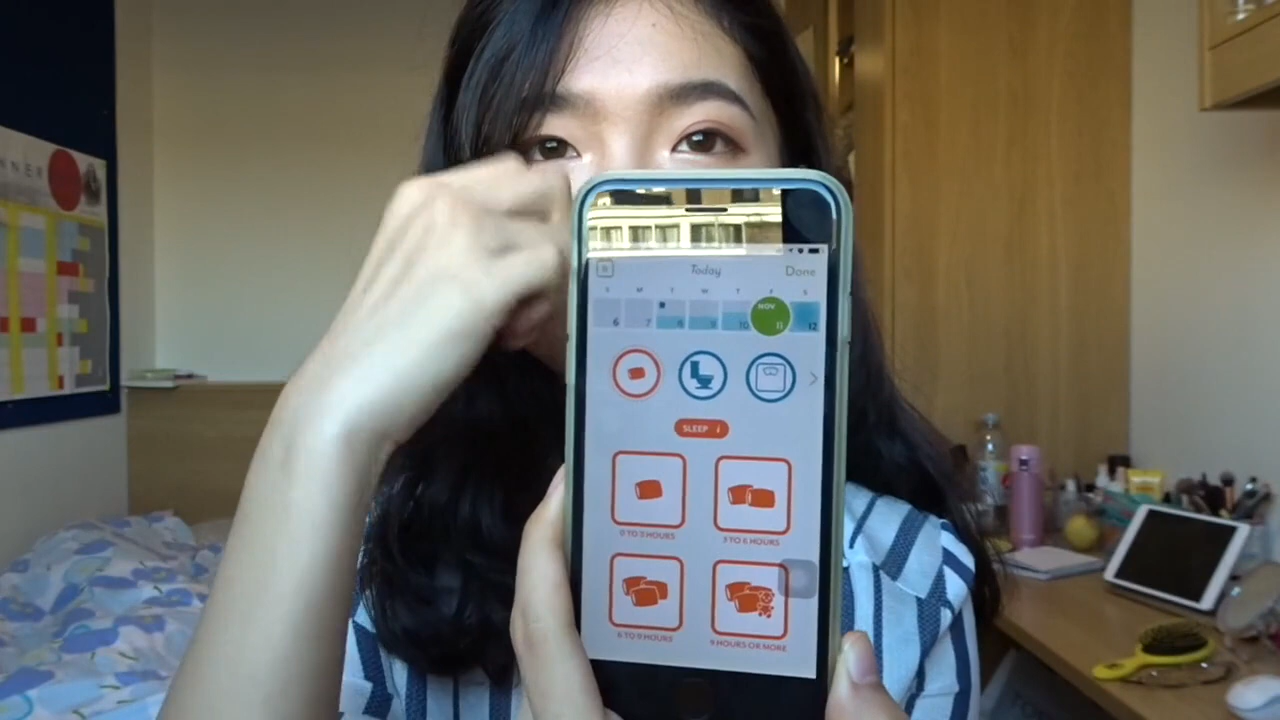 NNER
Today
Done
S M T W T F S
NOV
6 7 8 9 10 11 12
SLEEP i
0 TO 3 HOURS
3 TO 6 HOURS
6 TO 9 HOURS
9 HOURS OR MORE